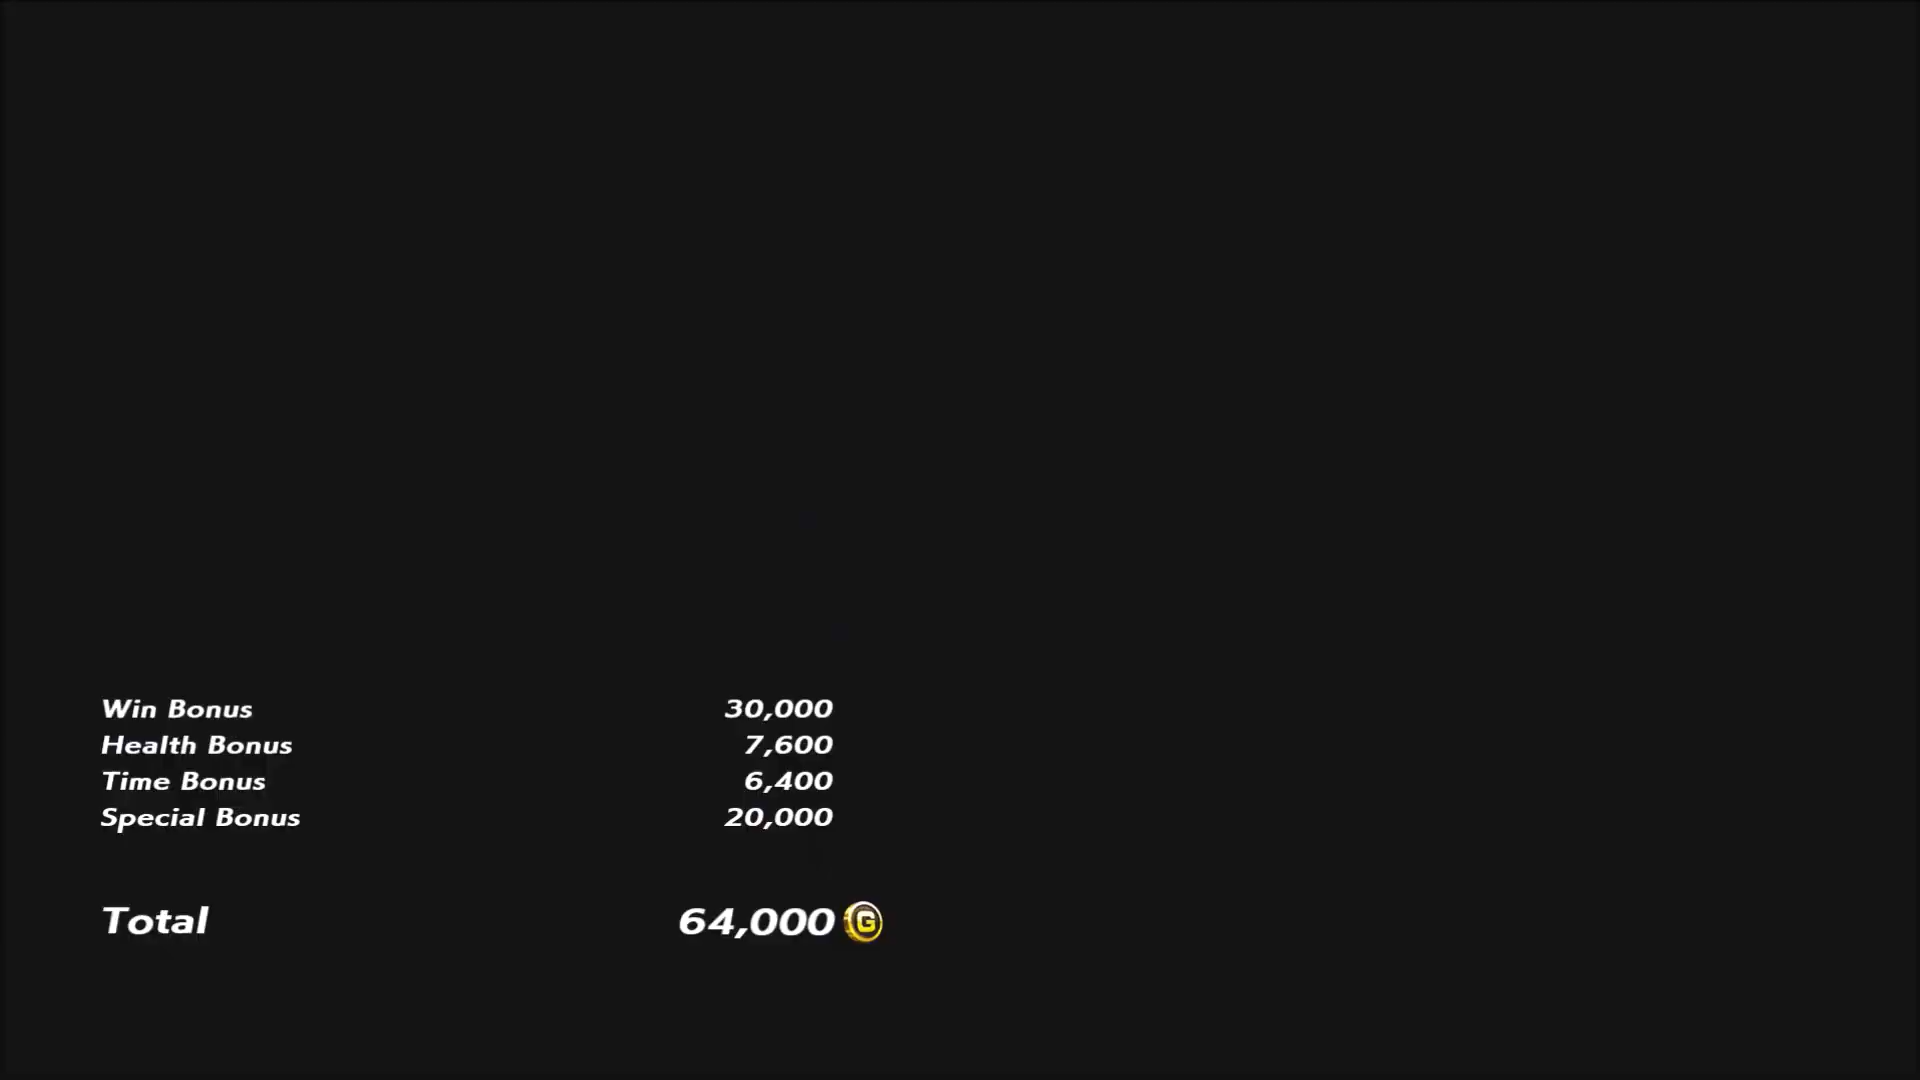 Win Bonus 30,000
Health Bonus 7,600
Time Bonus 6,400
Special Bonus 20,000
Total 64,000 G